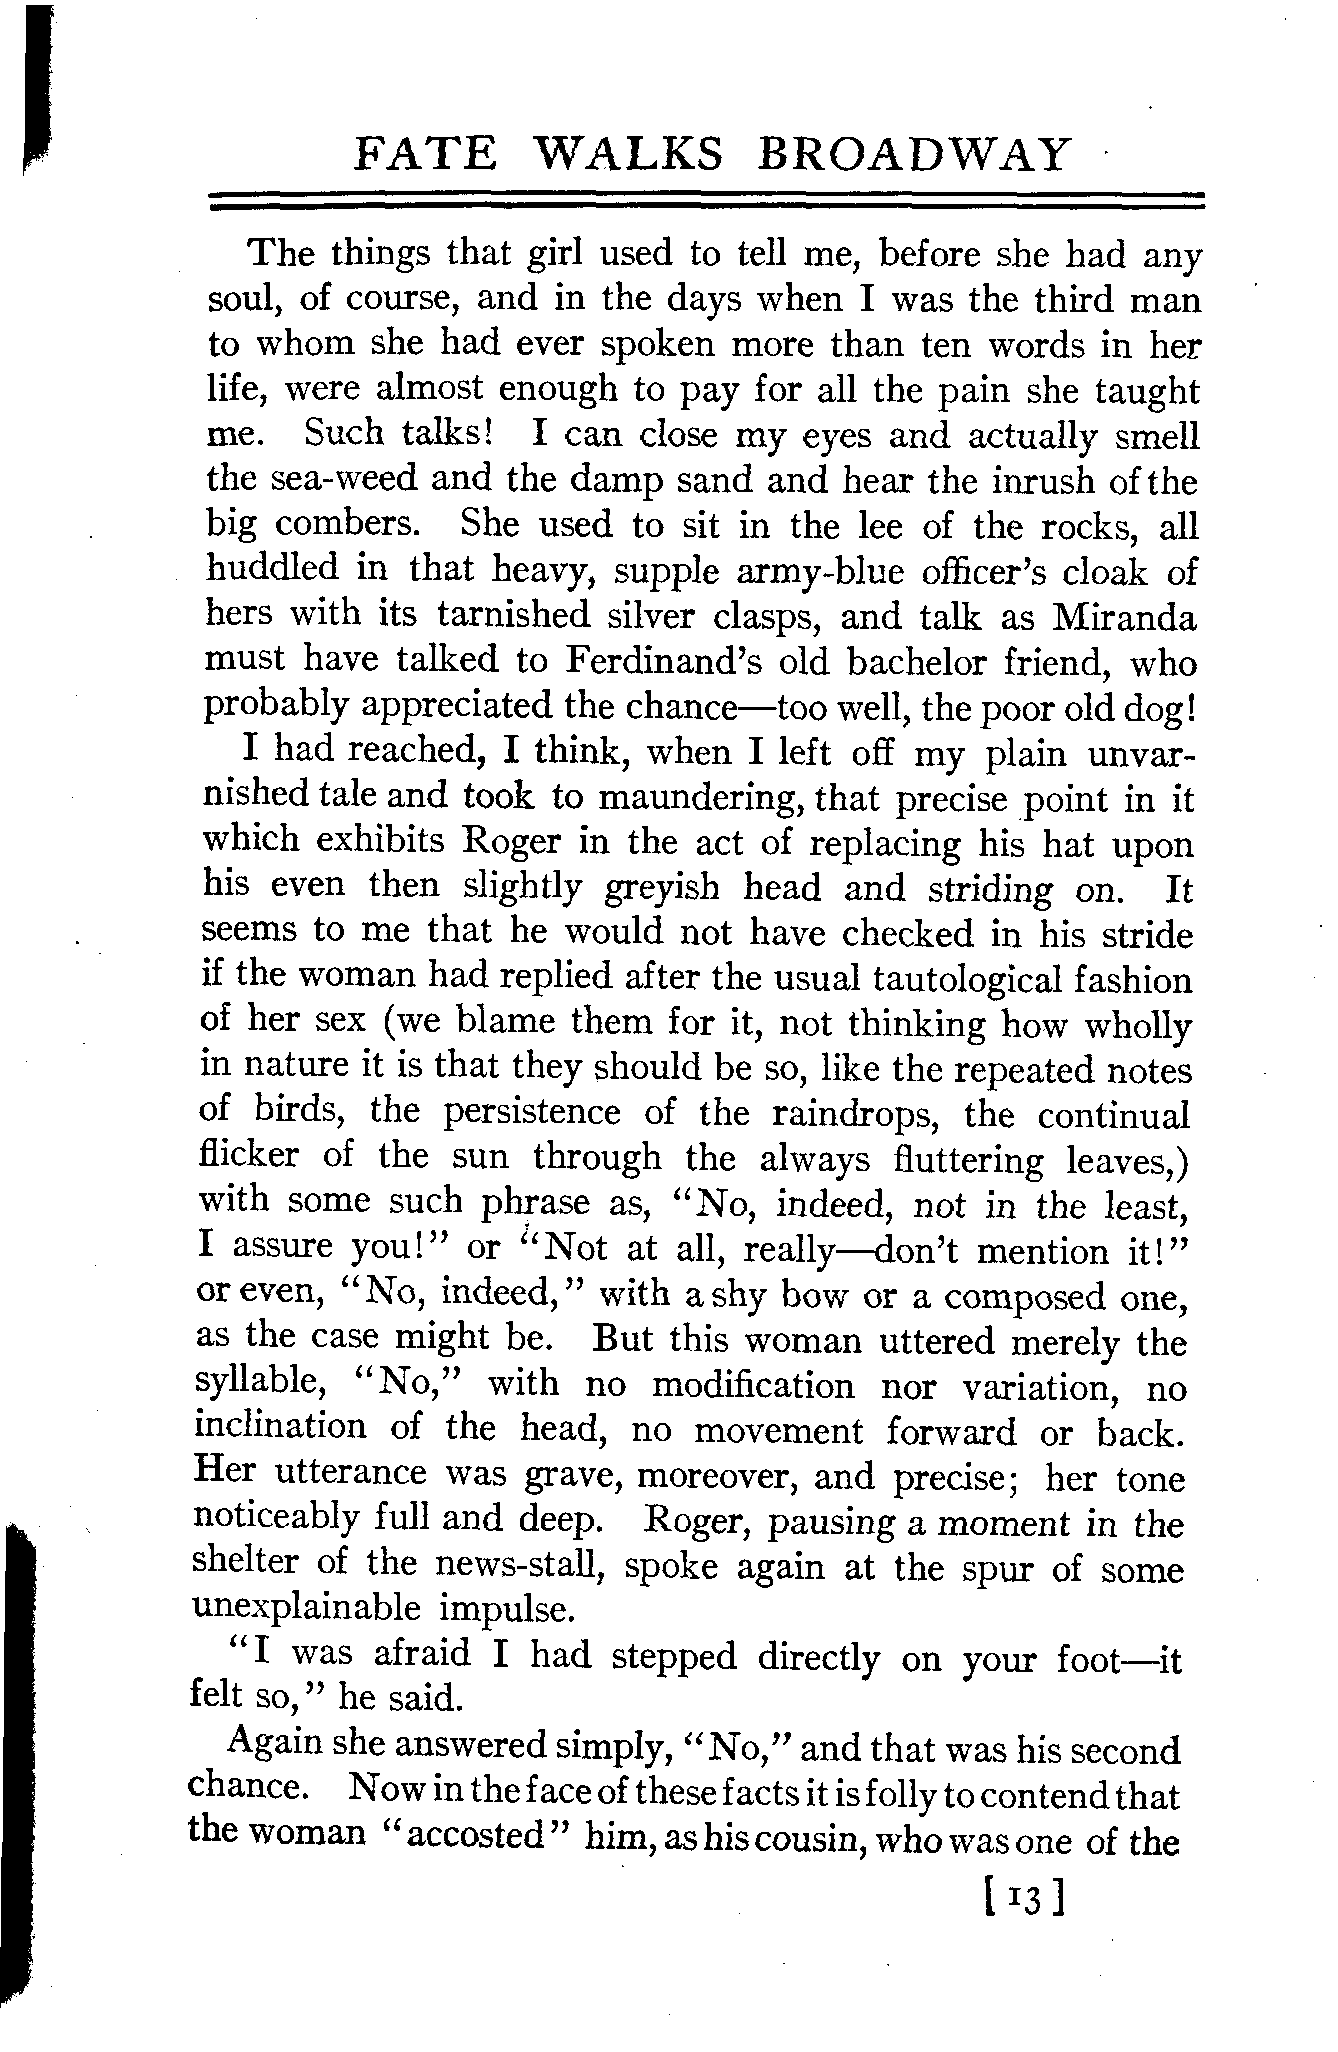 FATE WALKS BROADWAY
The things that girl used to tell me, before she had any
soul, of course, and in the days when I was the third man
to whom she had ever spoken more than ten words in her
life, were almost enough to pay for all the pain she taught
me. Such talks! I can close my eyes and actually smell
the sea-weed and the damp sand and hear the inrush of the
big combers. She used to sit in the lee of the rocks, all
huddled in that heavy, supple army-blue officer's cloak of
hers with its tarnished silver clasps, and talk as Miranda
must have talked to Ferdinand's old bachelor friend, who
probably appreciated the chance—too well, the poor old dog!
I had reached, I think, when I left off my plain unvar-
nished tale and took to maundering, that precise point in it
which exhibits Roger in the act of replacing his hat upon
his even then slightly greyish head and striding on. It
seems to me that he would not have checked in his stride
if the woman had replied after the usual tautological fashion
of her sex (we blame them for it, not thinking how wholly
in nature it is that they should be so, like the repeated notes
of birds, the persistence of the raindrops, the continual
flicker of the sun through the always fluttering leaves,)
with some such phrase as, "No, indeed, not in the least,
I assure you!" or "Not at all, really—don't mention it!"
or even, "No, indeed," with a shy bow or a composed one,
as the case might be. But this woman uttered merely the
syllable, "No," with no modification nor variation, no
inclination of the head, no movement forward or back.
Her utterance was grave, moreover, and precise; her tone
noticeably full and deep. Roger, pausing a moment in the
shelter of the news-stall, spoke again at the spur of some
unexplainable impulse.
"I was afraid I had stepped directly on your foot—it
felt so," he said.
Again she answered simply, "No," and that was his second
chance. Now in the face of these facts it is folly to contend that
the woman "accosted" him, as his cousin, who was one of the
[13]